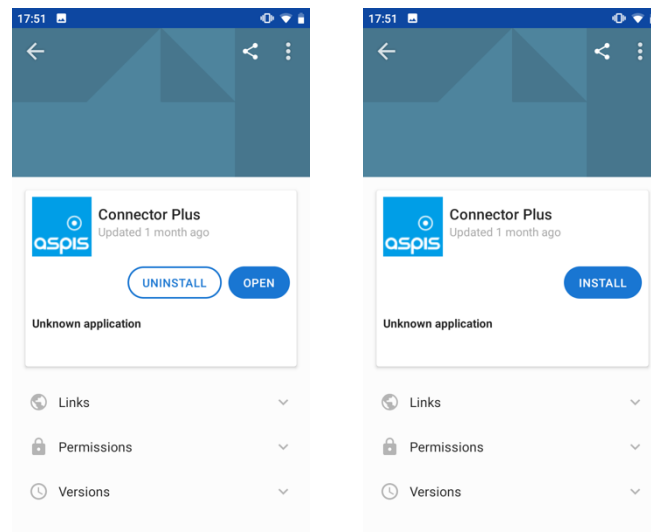 17:51
Connector Plus
Updated 1 month ago
aspis
UNINSTALL
OPEN
Unknown application
Links
Permissions
Versions
17:51
Connector Plus
Updated 1 month ago
aspis
INSTALL
Unknown application
Links
Permissions
Versions